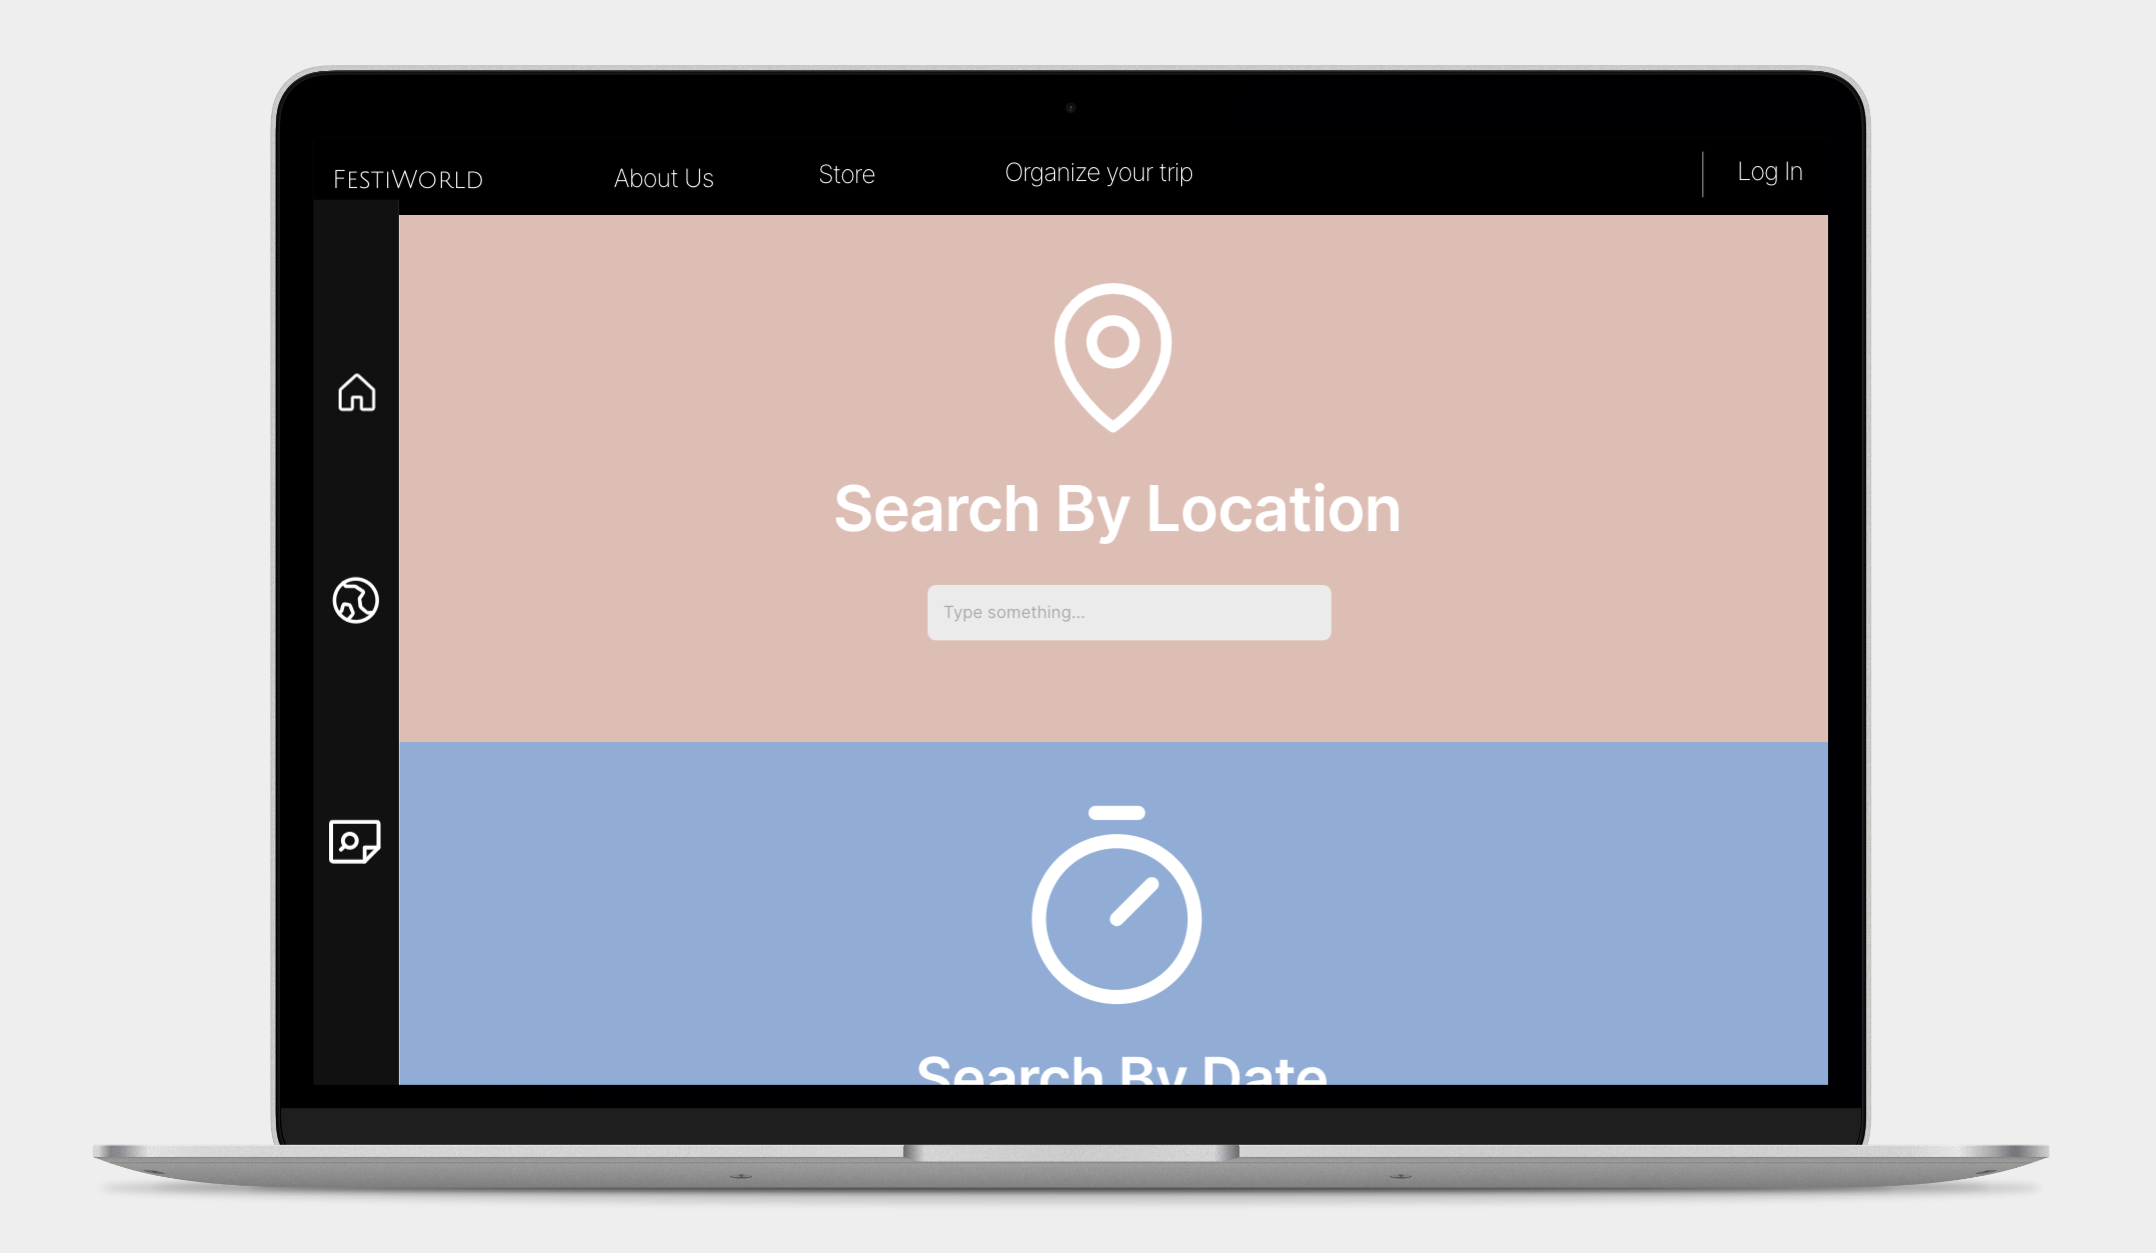 FestiWorld
About Us
Store
Organize your trip
Log In
Search By Location
Type something...
Search By Date